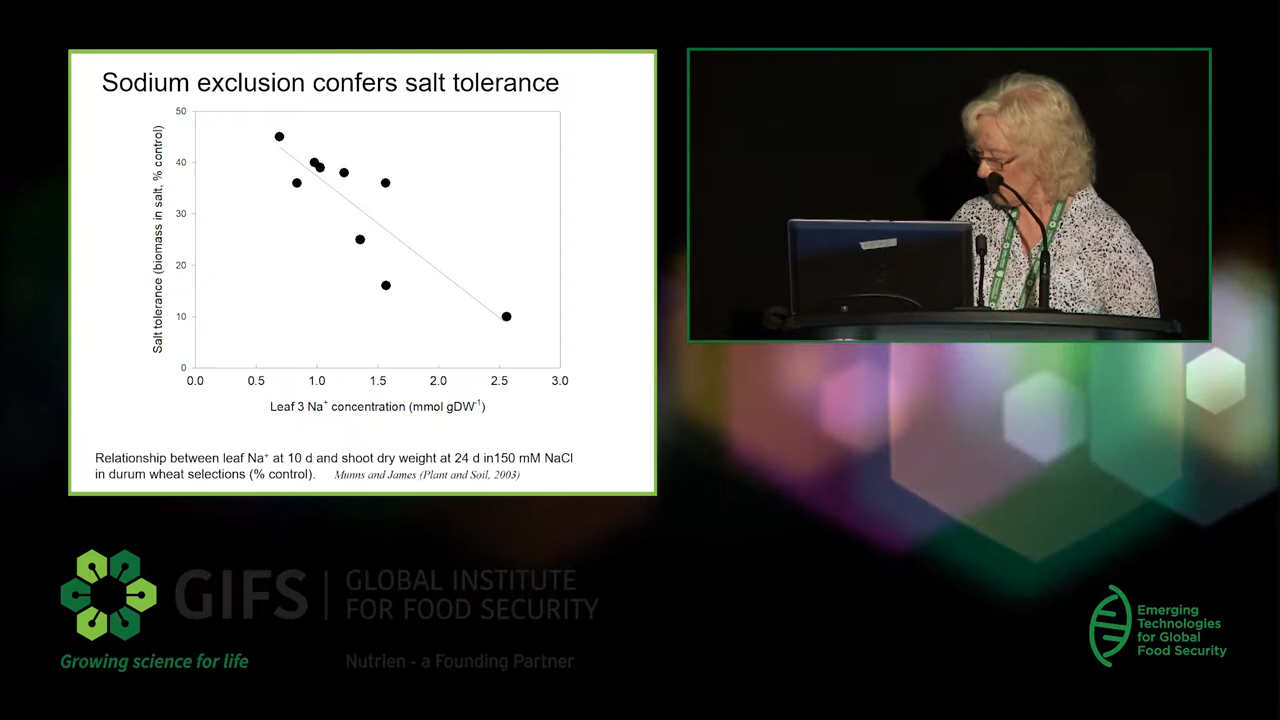 Sodium exclusion confers salt tolerance
50
40
30
20
10
0
Salt tolerance (biomass in salt, % control)
0.0 0.5 1.0 1.5 2.0 2.5 3.0
Leaf 3 Na⁺ concentration (mmol gDW⁻¹)
Relationship between leaf Na⁺ at 10 d and shoot dry weight at 24 d in150 mM NaCl
in durum wheat selections (% control). Munns and James (Plant and Soil, 2003)
GIFS
GLOBAL INSTITUTE
FOR FOOD SECURITY
Growing science for life
Nutrien - a Founding Partner
Emerging
Technologies
for Global
Food Security